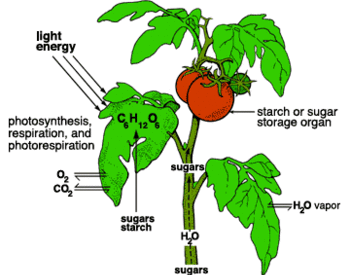 light
energy
C6H12O6
photosynthesis,
respiration, and
photorespiration
starch or sugar
storage organ
O2
CO2
sugars
starch
sugars
H2O vapor
H2O
sugars